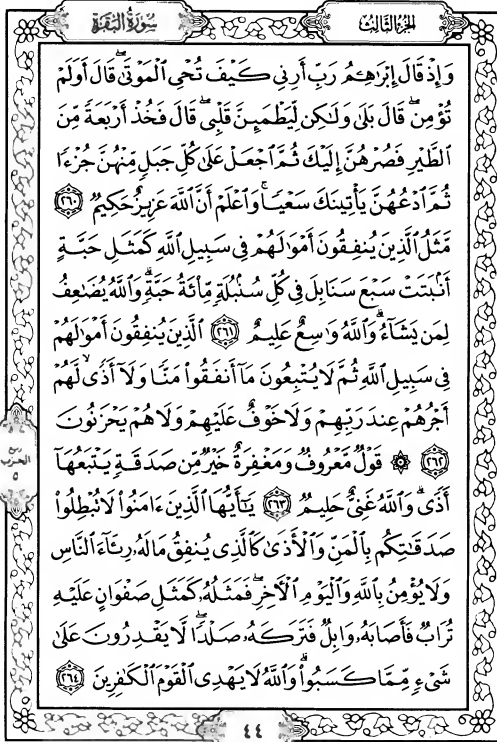 الجزء الثالث
سورة البقرة
وَإِذْ قَالَ إِبْرَٰهِـۧمُ رَبِّ أَرِنِى كَيْفَ تُحْىِ ٱلْمَوْتَىٰ ۖ قَالَ أَوَلَمْ
تُؤْمِن ۖ قَالَ بَلَىٰ وَلَٰكِن لِّيَطْمَئِنَّ قَلْبِى ۖ قَالَ فَخُذْ أَرْبَعَةً مِّنَ
ٱلطَّيْرِ فَصُرْهُنَّ إِلَيْكَ ثُمَّ ٱجْعَلْ عَلَىٰ كُلِّ جَبَلٍ مِّنْهُنَّ جُزْءًا
ثُمَّ ٱدْعُهُنَّ يَأْتِينَكَ سَعْيًا ۚ وَٱعْلَمْ أَنَّ ٱللَّهَ عَزِيزٌ حَكِيمٌ ٢٦٠
مَّثَلُ ٱلَّذِينَ يُنفِقُونَ أَمْوَٰلَهُمْ فِى سَبِيلِ ٱللَّهِ كَمَثَلِ حَبَّةٍ
أَنۢبَتَتْ سَبْعَ سَنَابِلَ فِى كُلِّ سُنۢبُلَةٍ مِّا۟ئَةُ حَبَّةٍ ۗ وَٱللَّهُ يُضَٰعِفُ
لِمَن يَشَآءُ ۗ وَٱللَّهُ وَٰسِعٌ عَلِيمٌ ٢٦١ ٱلَّذِينَ يُنفِقُونَ أَمْوَٰلَهُمْ
فِى سَبِيلِ ٱللَّهِ ثُمَّ لَا يُتْبِعُونَ مَآ أَنفَقُوا۟ مَنًّا وَلَآ أَذًى ۙ لَّهُمْ
أَجْرُهُمْ عِندَ رَبِّهِمْ وَلَا خَوْفٌ عَلَيْهِمْ وَلَا هُمْ يَحْزَنُونَ
٢٦٢ ۞ قَوْلٌ مَّعْرُوفٌ وَمَغْفِرَةٌ خَيْرٌ مِّن صَدَقَةٍ يَتْبَعُهَآ
أَذًى ۗ وَٱللَّهُ غَنِىٌّ حَلِيمٌ ٢٦٣ يَٰٓأَيُّهَا ٱلَّذِينَ ءَامَنُوا۟ لَا تُبْطِلُوا۟
صَدَقَٰتِكُم بِٱلْمَنِّ وَٱلْأَذَىٰ كَٱلَّذِى يُنفِقُ مَالَهُۥ رِئَآءَ ٱلنَّاسِ
وَلَا يُؤْمِنُ بِٱللَّهِ وَٱلْيَوْمِ ٱلْءَاخِرِ ۖ فَمَثَلُهُۥ كَمَثَلِ صَفْوَانٍ عَلَيْهِ
تُرَابٌ فَأَصَابَهُۥ وَابِلٌ فَتَرَكَهُۥ صَلْدًا ۖ لَّا يَقْدِرُونَ عَلَىٰ
شَىْءٍ مِّمَّا كَسَبُوا۟ ۗ وَٱللَّهُ لَا يَهْدِى ٱلْقَوْمَ ٱلْكَٰفِرِينَ ٢٦٤
الحزب
٥
٤٤